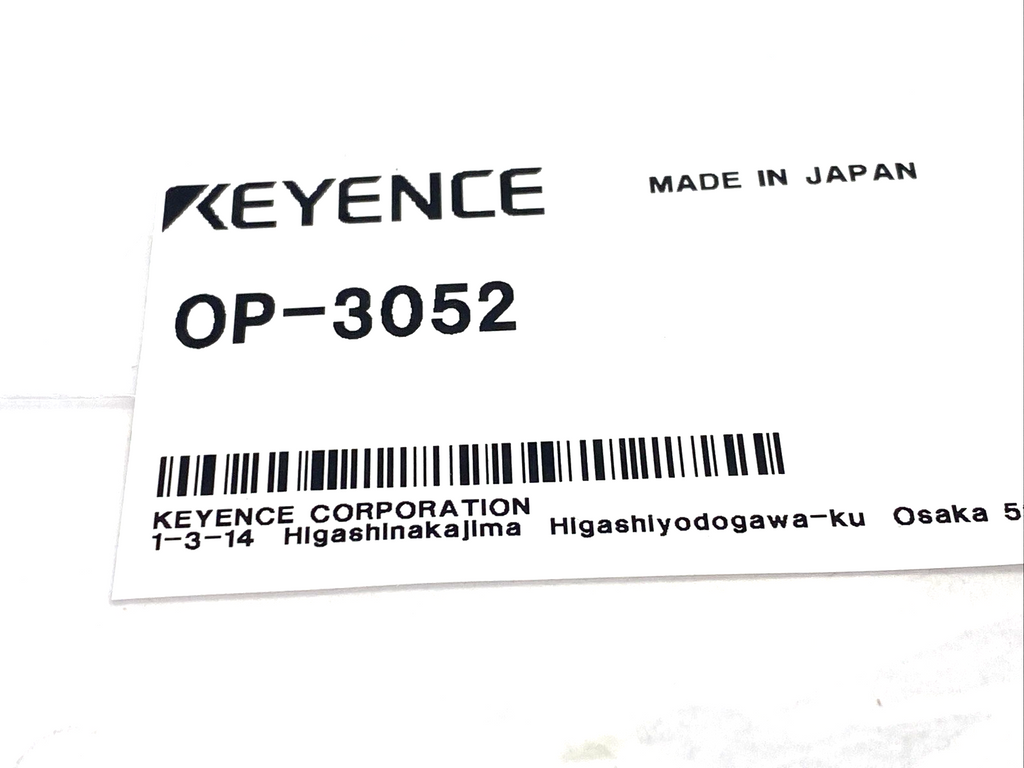 KEYENCE MADE IN JAPAN
OP-3052
KEYENCE CORPORATION
1-3-14 Higashinakajima Higashiyodogawa-ku Osaka